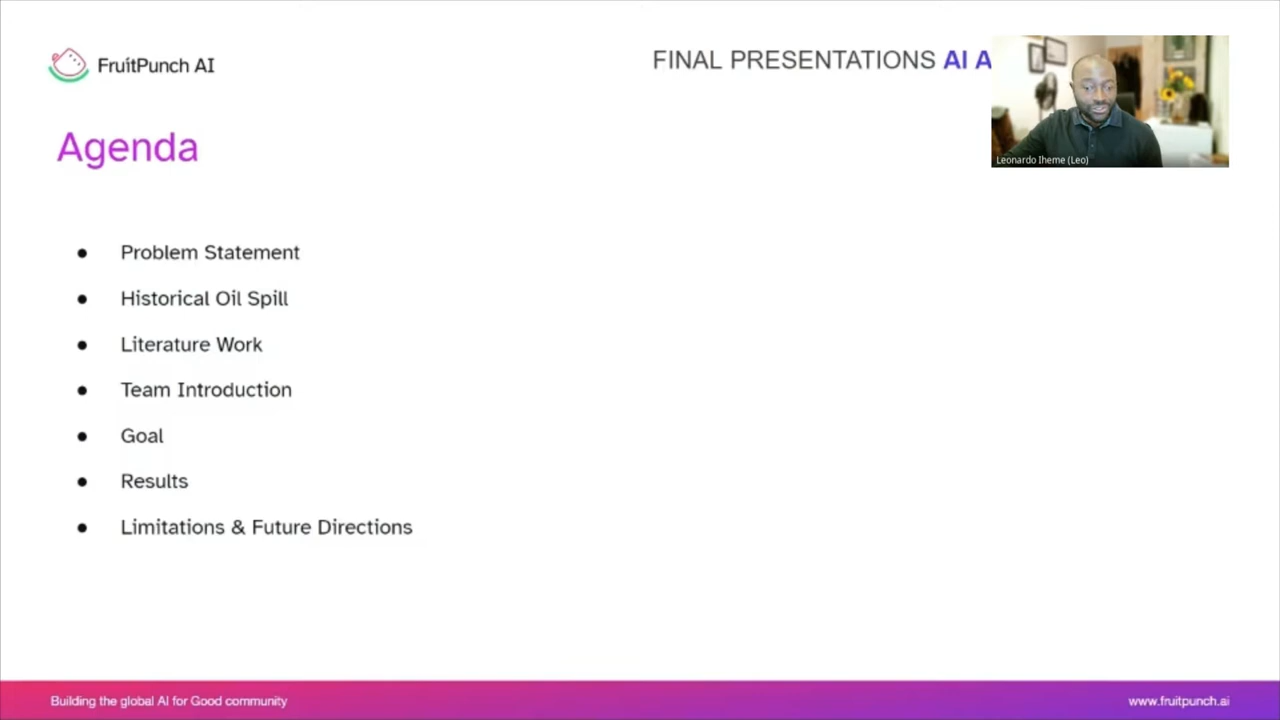 FruitPunch AI
FINAL PRESENTATIONS AI A
Leonardo Iheme (Leo)
Agenda
● Problem Statement
● Historical Oil Spill
● Literature Work
● Team Introduction
● Goal
● Results
● Limitations & Future Directions
Building the global AI for Good community
www.fruitpunch.ai